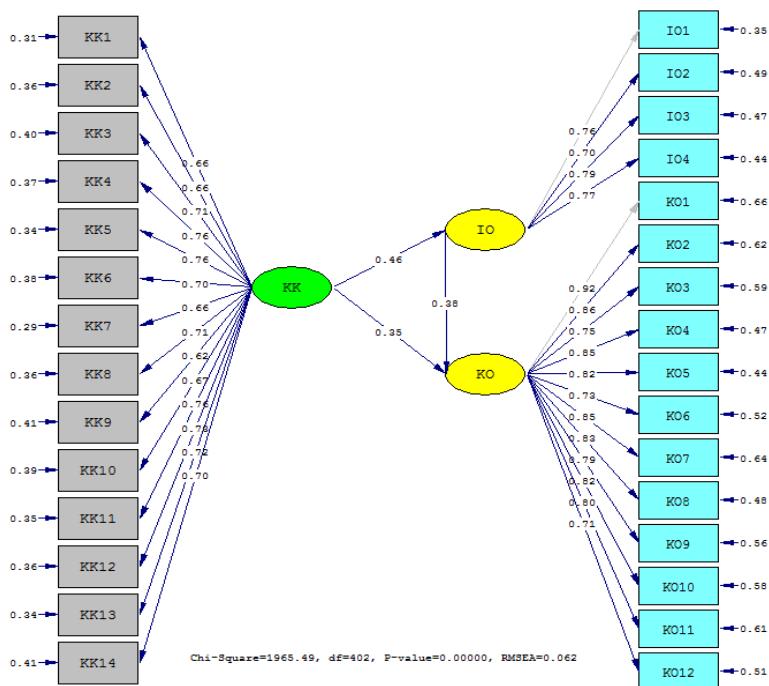 0.31 KK1
0.36 KK2
0.40 KK3
0.37 KK4
0.34 KK5
0.38 KK6
0.29 KK7
0.36 KK8
0.41 KK9
0.39 KK10
0.35 KK11
0.36 KK12
0.34 KK13
0.41 KK14
0.66
0.66
0.71
0.76
0.76
0.70
0.66
0.71
0.62
0.67
0.76
0.72
0.70
KK
0.46
0.35
IO
0.38
KO
0.76
0.70
0.79
0.77
0.92
0.86
0.75
0.85
0.82
0.73
0.85
0.83
0.79
0.82
0.80
0.71
IO1 0.35
IO2 0.49
IO3 0.47
IO4 0.44
KO1 0.66
KO2 0.62
KO3 0.59
KO4 0.47
KO5 0.44
KO6 0.52
KO7 0.64
KO8 0.48
KO9 0.56
KO10 0.58
KO11 0.61
KO12 0.51
Chi-Square=1965.49, df=402, P-value=0.00000, RMSEA=0.062